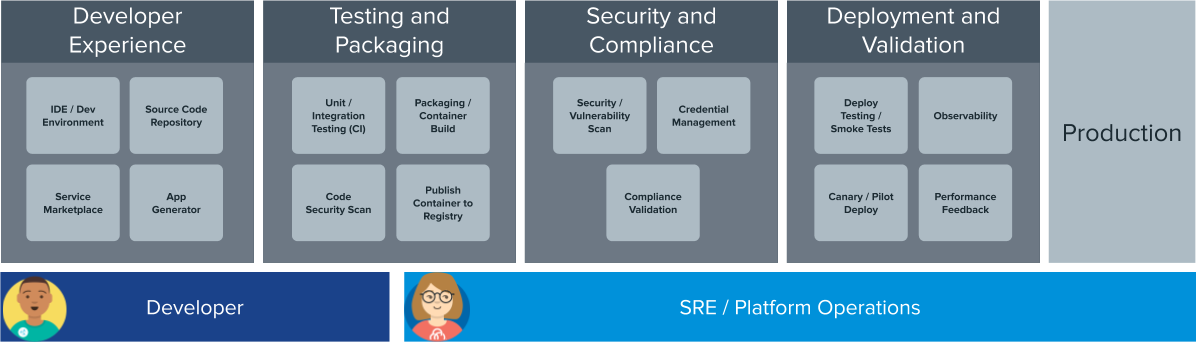 Developer
Experience
Testing and
Packaging
Security and
Compliance
Deployment and
Validation
IDE / Dev
Environment
Source Code
Repository
Service
Marketplace
App
Generator
Unit /
Integration
Testing (CI)
Packaging /
Container
Build
Code
Security Scan
Publish
Container to
Registry
Security /
Vulnerability
Scan
Credential
Management
Compliance
Validation
Deploy
Testing /
Smoke Tests
Observability
Canary / Pilot
Deploy
Performance
Feedback
Production
Developer
SRE / Platform Operations